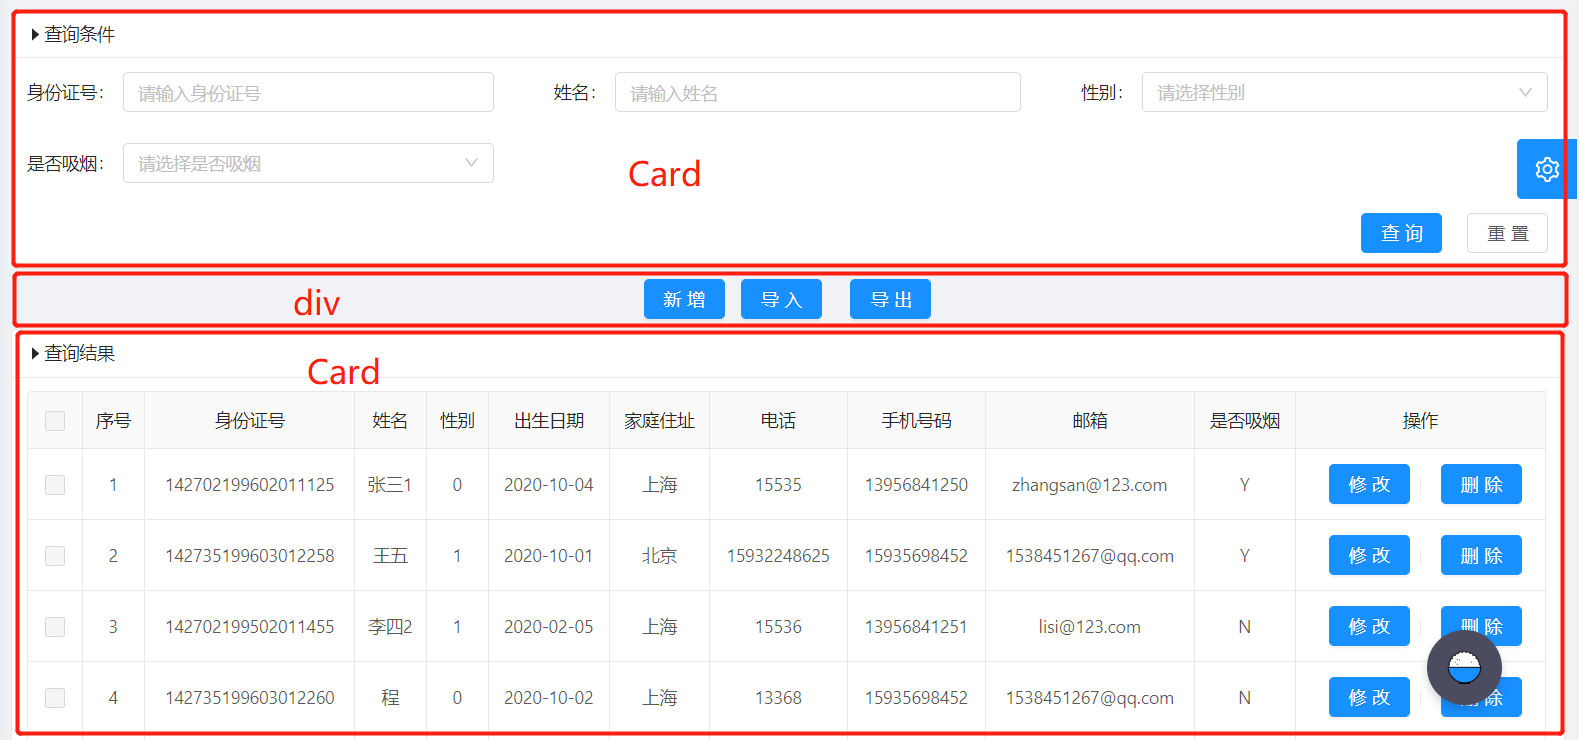 查询条件
身份证号: 请输入身份证号 姓名: 请输入姓名 性别: 请选择性别
是否吸烟: 请选择是否吸烟
Card
查 询 重 置
div 新 增 导 入 导 出
查询结果
Card
序号 身份证号 姓名 性别 出生日期 家庭住址 电话 手机号码 邮箱 是否吸烟 操作
1 142702199602011125 张三1 0 2020-10-04 上海 15535 13956841250 zhangsan@123.com Y 修 改 删 除
2 142735199603012258 王五 1 2020-10-01 北京 15932248625 15935698452 1538451267@qq.com Y 修 改 删 除
3 142702199502011455 李四2 1 2020-02-05 上海 15536 13956841251 lisi@123.com N 修 改 删 除
4 142735199603012260 程 0 2020-10-02 上海 13368 15935698452 1538451267@qq.com N 修 改 删 除